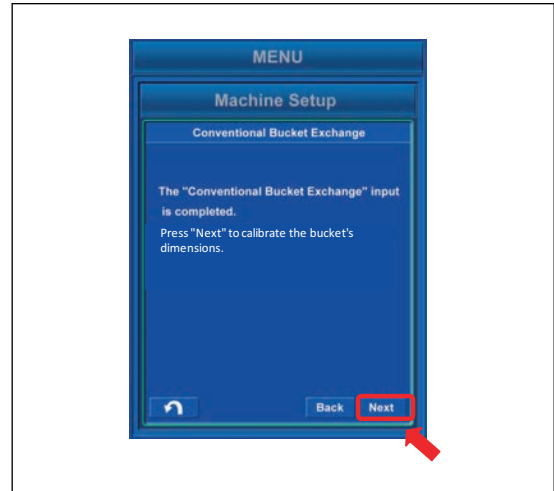 MENU
Machine Setup
Conventional Bucket Exchange
The "Conventional Bucket Exchange" input
is completed.
Press "Next" to calibrate the bucket's
dimensions.
Back Next